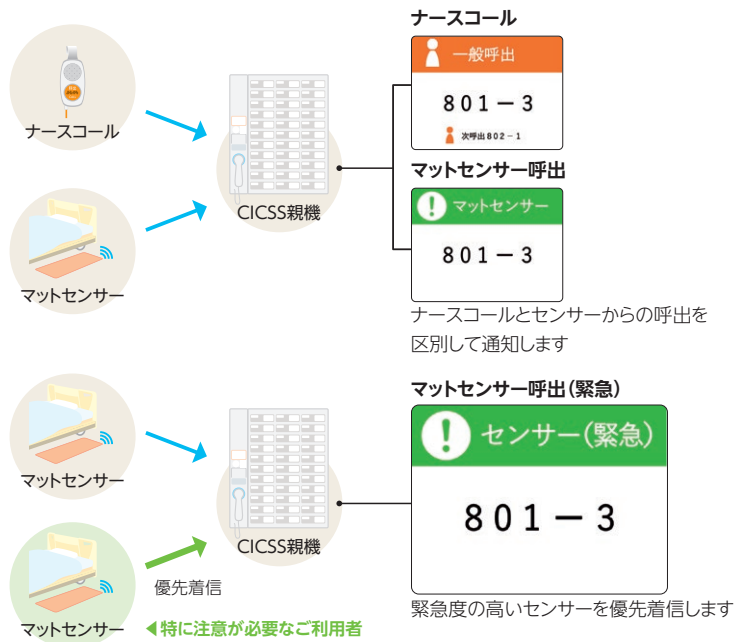 ナースコール
一般呼出
801－3
次呼出802－1
ナースコール
CICSS親機
マットセンサー呼出
マットセンサー
801－3
マットセンサー
ナースコールとセンサーからの呼出を
区別して通知します
マットセンサー呼出（緊急）
センサー（緊急）
801－3
マットセンサー
CICSS親機
優先着信
緊急度の高いセンサーを優先着信します
マットセンサー
◀特に注意が必要なご利用者